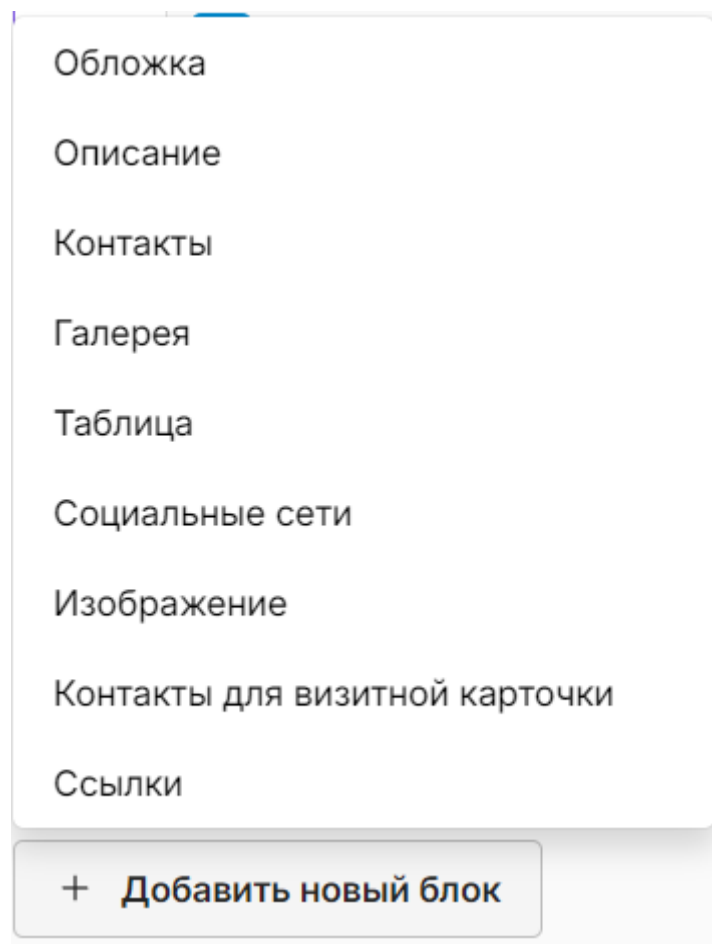 Обложка
Описание
Контакты
Галерея
Таблица
Социальные сети
Изображение
Контакты для визитной карточки
Ссылки
+ Добавить новый блок